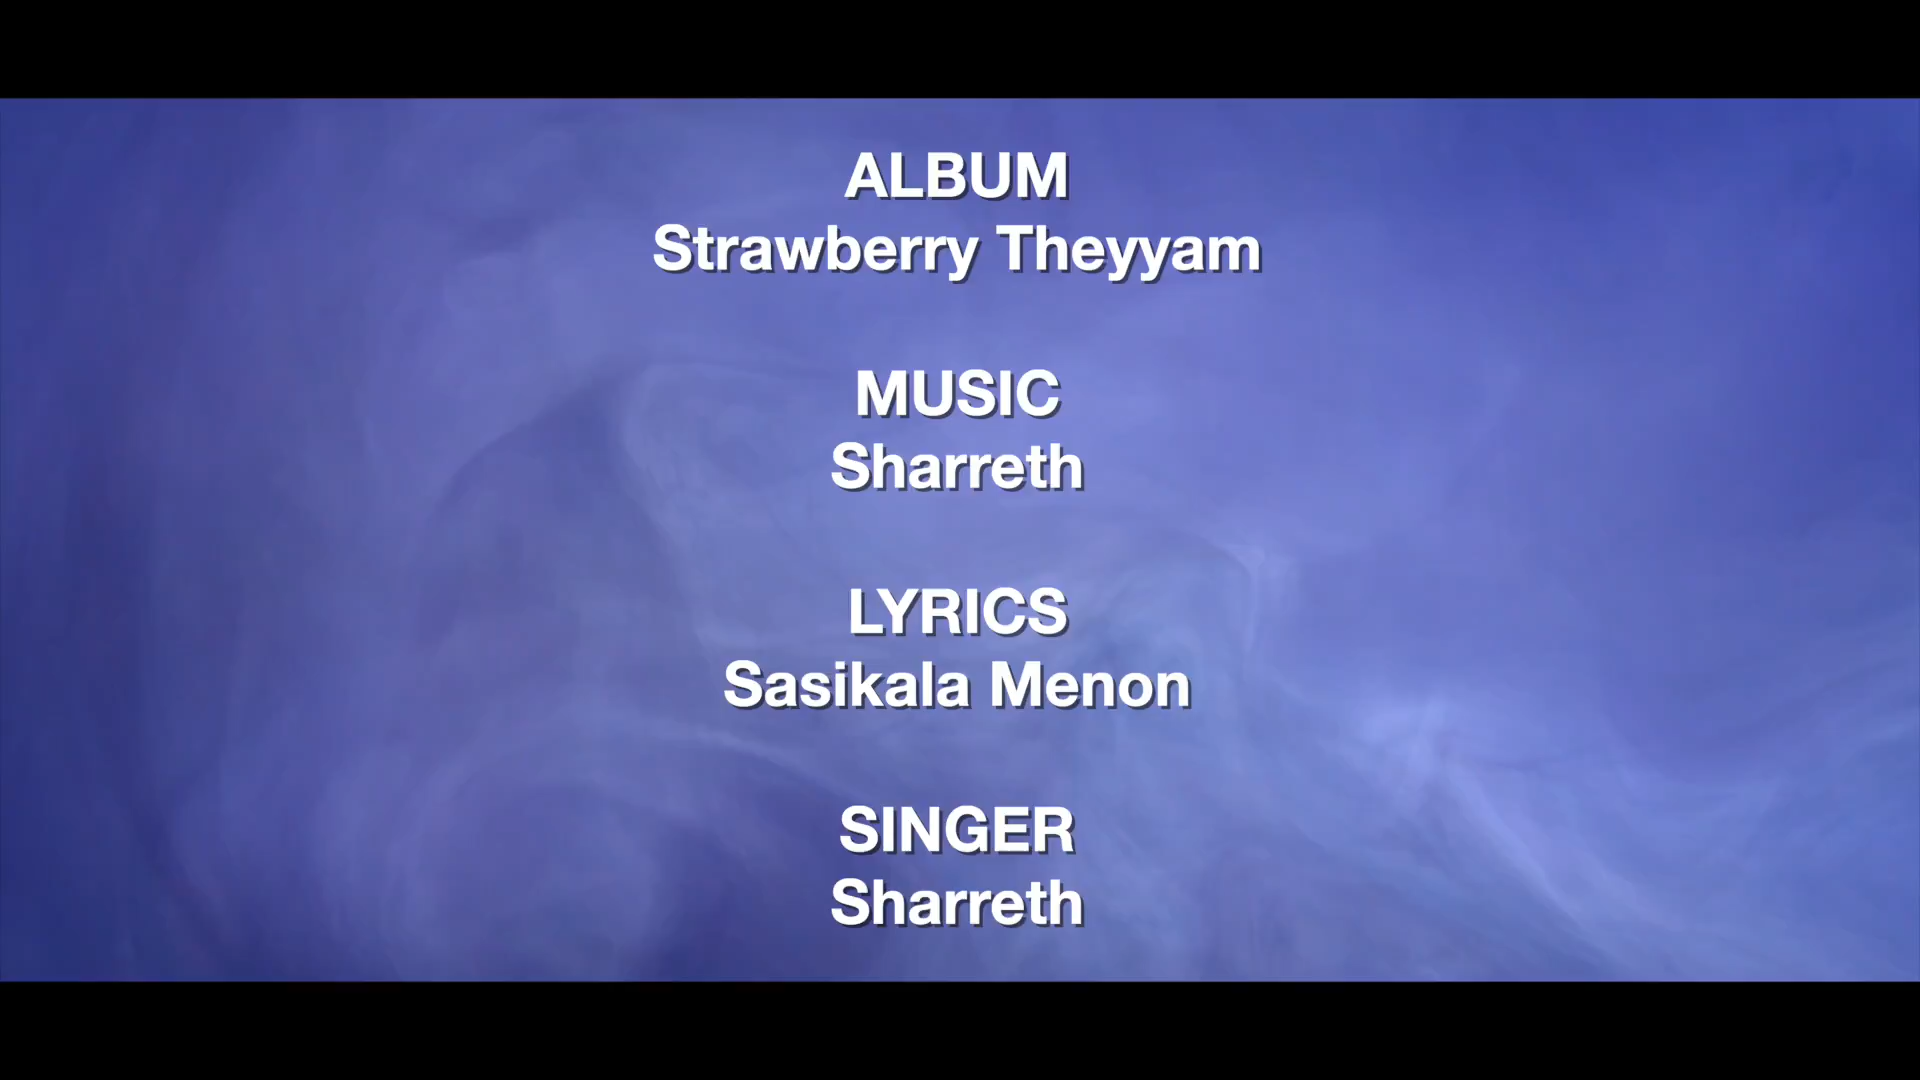 ALBUM
Strawberry Theyyam
MUSIC
Sharreth
LYRICS
Sasikala Menon
SINGER
Sharreth